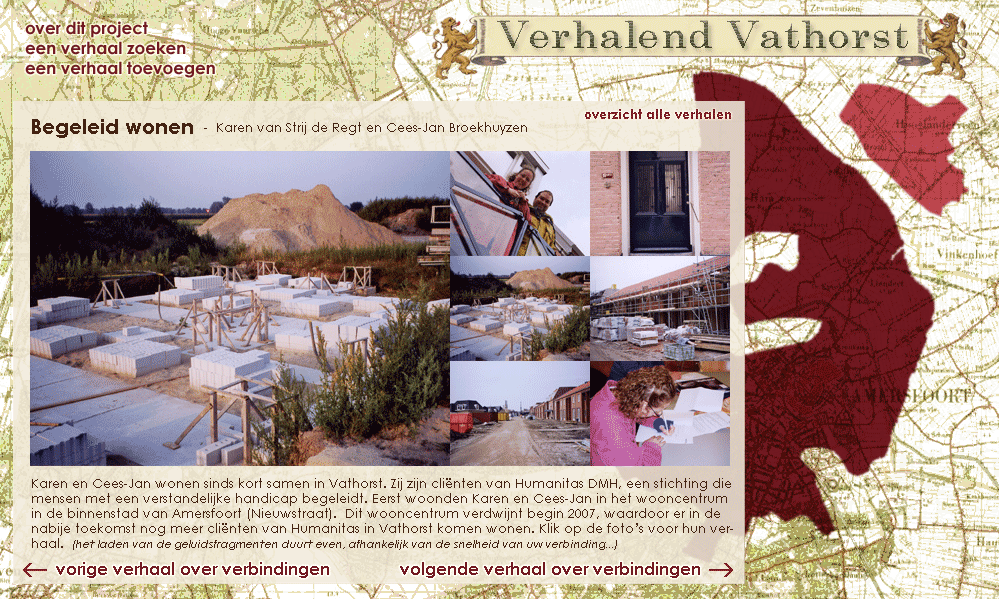 over dit project
een verhaal zoeken
een verhaal toevoegen
Verhalend Vathorst
overzicht alle verhalen
Begeleid wonen - Karen van Strij de Regt en Cees-Jan Broekhuyzen
Karen en Cees-Jan wonen sinds kort samen in Vathorst. Zij zijn cliënten van Humanitas DMH, een stichting die
mensen met een verstandelijke handicap begeleidt. Eerst woonden Karen en Cees-Jan in het wooncentrum
in de binnenstad van Amersfoort (Nieuwstraat). Dit wooncentrum verdwijnt begin 2007, waardoor er in de
nabije toekomst nog meer cliënten van Humanitas in Vathorst komen wonen. Klik op de foto's voor hun ver-
haal. (het laden van de geluidsfragmenten duurt even, afhankelijk van de snelheid van uw verbinding...)
vorige verhaal over verbindingen
volgende verhaal over verbindingen
Zevenhuizen
Hooglanderveen
Vinkenhoef
AMERSFOORT